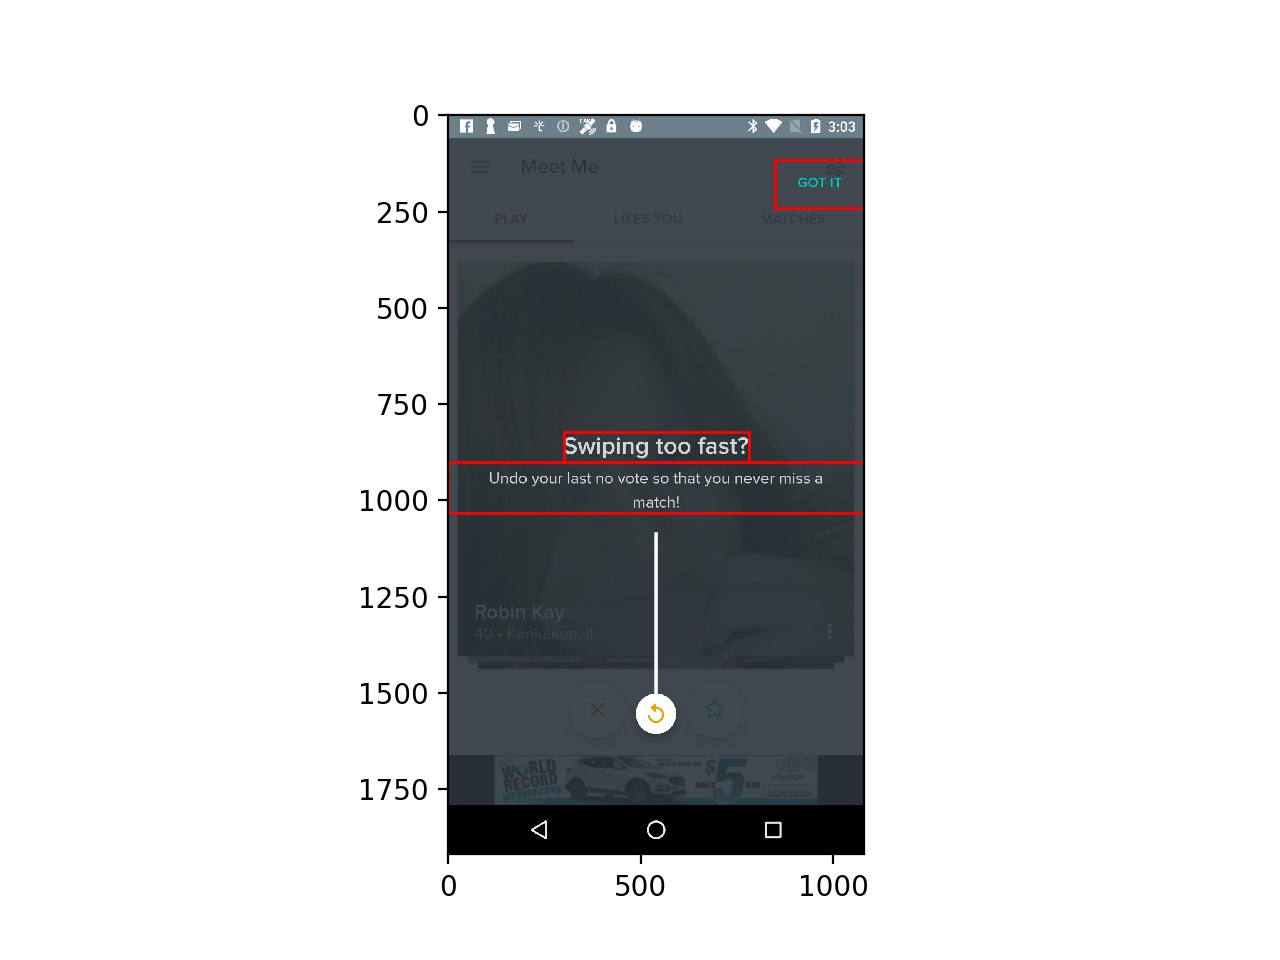 0
250
500
750
1000
1250
1500
1750
3:03
Meet Me
GOT IT
PLAY LIKES YOU MATCHES
Swiping too fast?
Undo your last no vote so that you never miss a
match!
Robin Kay
40 • Kankakee, IL
WORLD
RECORD
ONLY $5 DAY
HYUNDAI
0 500 1000